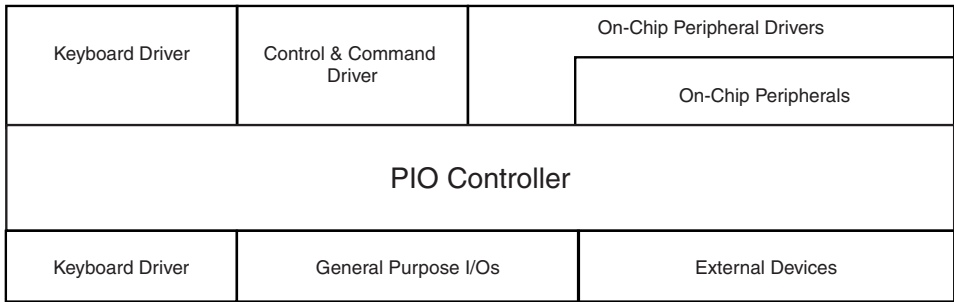 Keyboard Driver
Control & Command
Driver
On-Chip Peripheral Drivers
On-Chip Peripherals
PIO Controller
Keyboard Driver
General Purpose I/Os
External Devices